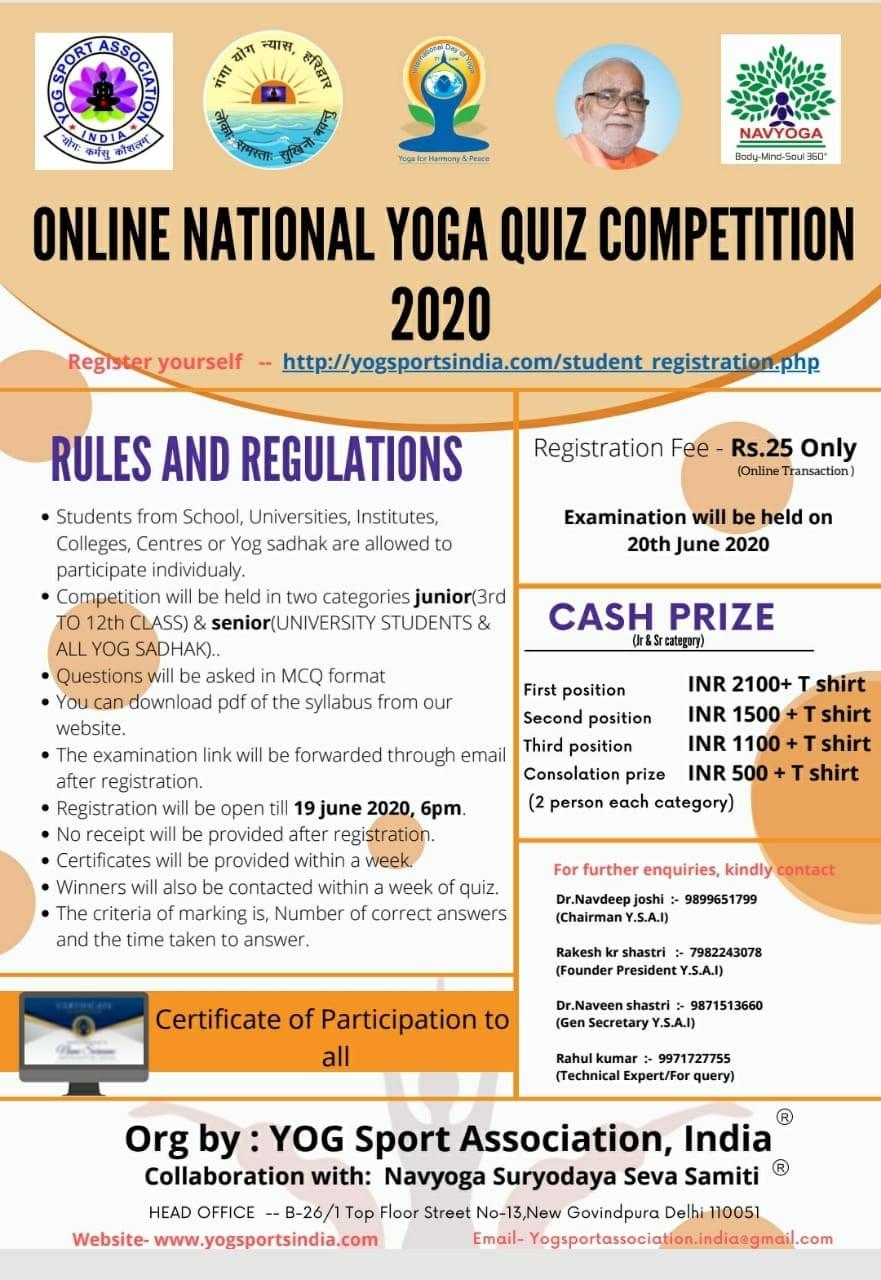 YOG SPORT ASSOCIATION
INDIA
योगः कर्मसु कौशलम्
गंगा योग न्यास, हरिद्वार
लोकाः समस्ताः सुखिनो भवन्तु
International Day of Yoga
21 June
Yoga for Harmony & Peace
NAVYOGA
Body-Mind-Soul 360°
ONLINE NATIONAL YOGA QUIZ COMPETITION
2020
Register yourself -- http://yogsportsindia.com/student_registration.php
RULES AND REGULATIONS
• Students from School, Universities, Institutes,
Colleges, Centres or Yog sadhak are allowed to
participate individualy.
• Competition will be held in two categories junior(3rd
TO 12th CLASS) & senior(UNIVERSITY STUDENTS &
ALL YOG SADHAK)..
• Questions will be asked in MCQ format
• You can download pdf of the syllabus from our
website.
• The examination link will be forwarded through email
after registration.
• Registration will be open till 19 june 2020, 6pm.
• No receipt will be provided after registration.
• Certificates will be provided within a week.
• Winners will also be contacted within a week of quiz.
• The criteria of marking is, Number of correct answers
and the time taken to answer.
CERTIFICATE
Name Surname
Certificate of Participation to
all
Registration Fee - Rs.25 Only
(Online Transaction )
Examination will be held on
20th June 2020
CASH PRIZE
(Jr & Sr category)
First position INR 2100+ T shirt
Second position INR 1500 + T shirt
Third position INR 1100 + T shirt
Consolation prize INR 500 + T shirt
(2 person each category)
For further enquiries, kindly contact
Dr.Navdeep joshi :- 9899651799
(Chairman Y.S.A.I)
Rakesh kr shastri :- 7982243078
(Founder President Y.S.A.I)
Dr.Naveen shastri :- 9871513660
(Gen Secretary Y.S.A.I)
Rahul kumar :- 9971727755
(Technical Expert/For query)
Org by : YOG Sport Association, India ®
Collaboration with: Navyoga Suryodaya Seva Samiti ®
HEAD OFFICE -- B-26/1 Top Floor Street No-13,New Govindpura Delhi 110051
Website- www.yogsportsindia.com Email- Yogsportassociation.india@gmail.com